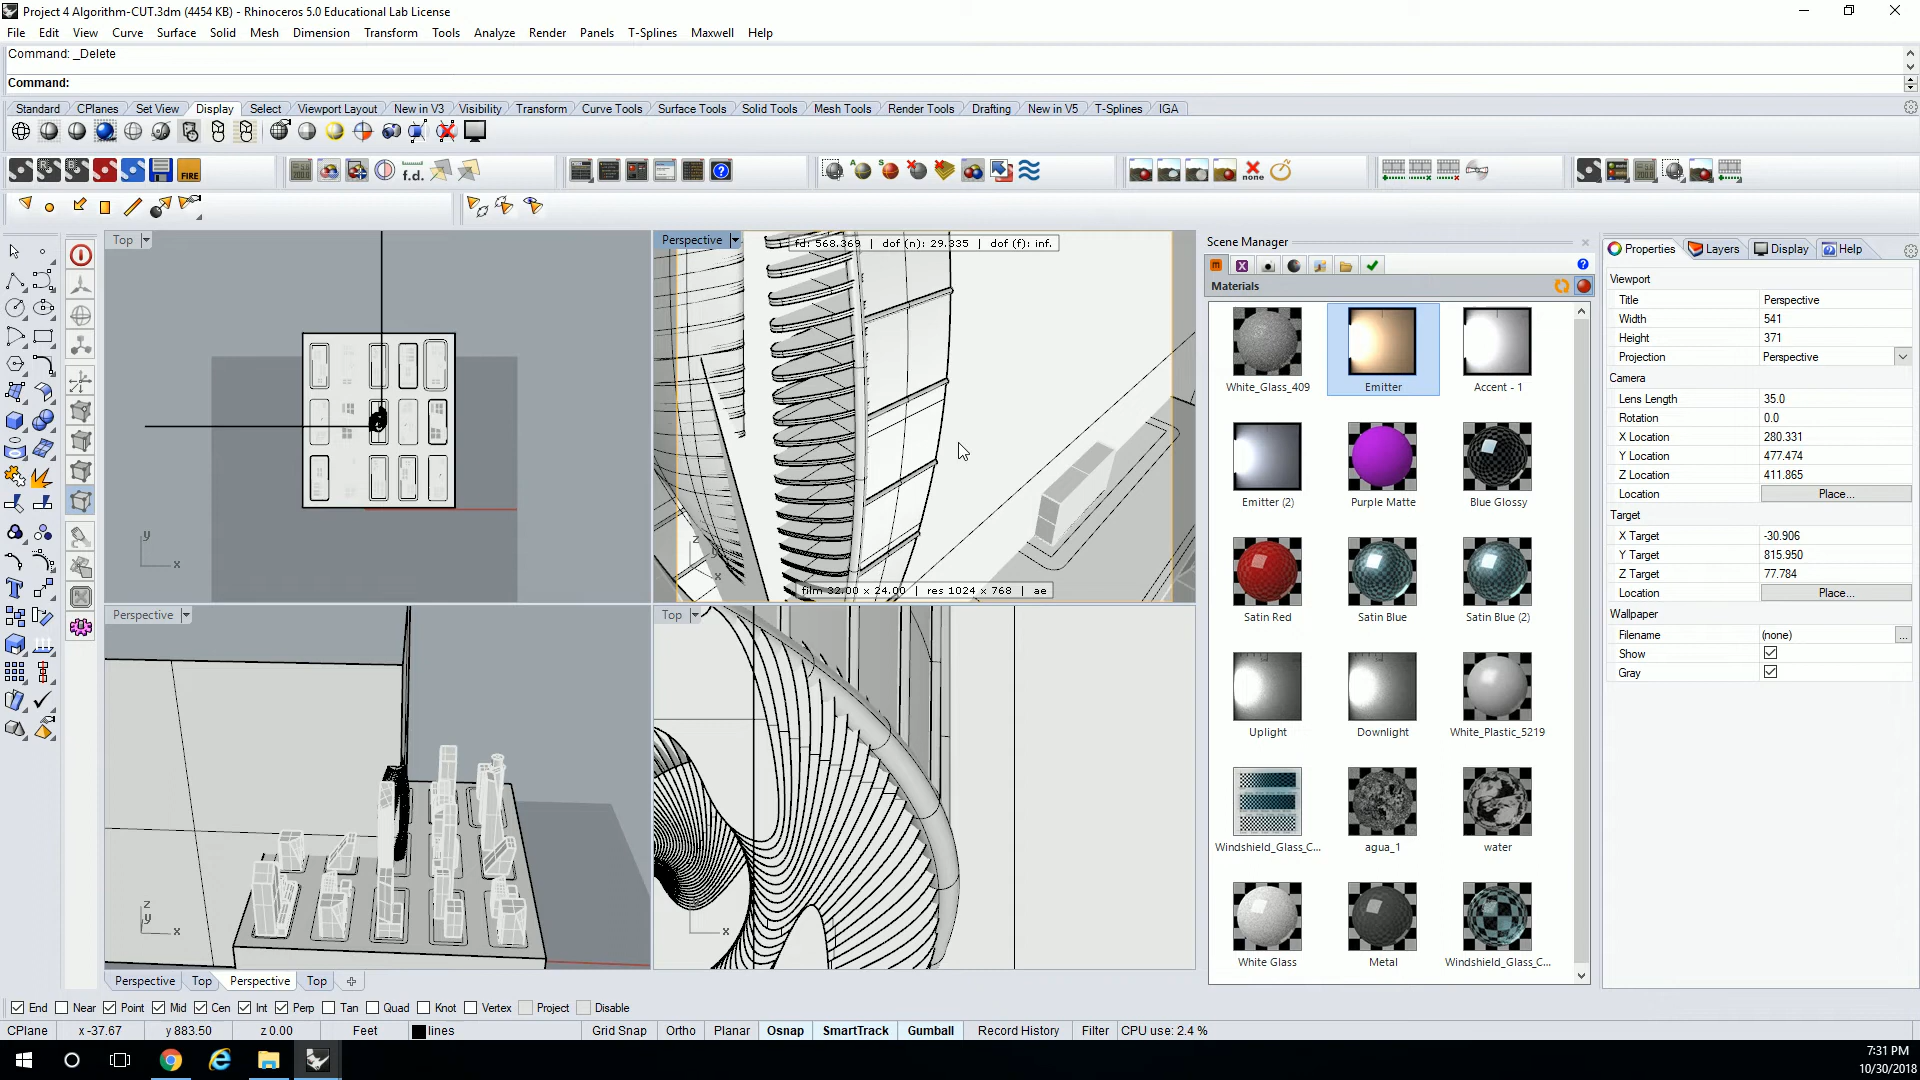 Project 4 Algorithm-CUT.3dm (4454 KB) - Rhinoceros 5.0 Educational Lab License
File Edit View Curve Surface Solid Mesh Dimension Transform Tools Analyze Render Panels T-Splines Maxwell Help
Command: _Delete
Command:
Standard CPlanes Set View Display Select Viewport Layout New in V3 Visibility Transform Curve Tools Surface Tools Solid Tools Mesh Tools Render Tools Drafting New in V5 T-Splines IGA
FIRE f.d. none
Top
Perspective
fd: 568.369 | dof (n): 29.335 | dof (f): inf.
film 32.00 x 24.00 | res 1024 x 768 | ae
y x
z x
Perspective
Top
z y x
x
Scene Manager
Materials
White_Glass_409 Emitter Accent - 1
Emitter (2) Purple Matte Blue Glossy
Satin Red Satin Blue Satin Blue (2)
Uplight Downlight White_Plastic_5219
Windshield_Glass_C... agua_1 water
White Glass Metal Windshield_Glass_C...
Properties Layers Display Help
Viewport
Title Perspective
Width 541
Height 371
Projection Perspective
Camera
Lens Length 35.0
Rotation 0.0
X Location 280.331
Y Location 477.474
Z Location 411.865
Location Place...
Target
X Target -30.906
Y Target 815.950
Z Target 77.784
Location Place...
Wallpaper
Filename (none) ...
Show
Gray
Perspective Top Perspective Top
End Near Point Mid Cen Int Perp Tan Quad Knot Vertex Project Disable
CPlane x -37.67 y 883.50 z 0.00 Feet lines Grid Snap Ortho Planar Osnap SmartTrack Gumball Record History Filter CPU use: 2.4 %
7:31 PM
10/30/2018